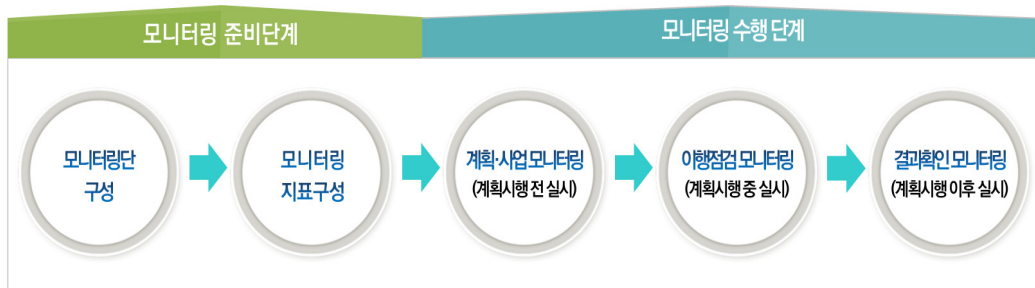 모니터링 준비단계
모니터링 수행 단계
모니터링단
구성
모니터링
지표구성
계획·사업 모니터링
(계획시행 전 실시)
이행점검 모니터링
(계획시행 중 실시)
결과확인 모니터링
(계획시행 이후 실시)